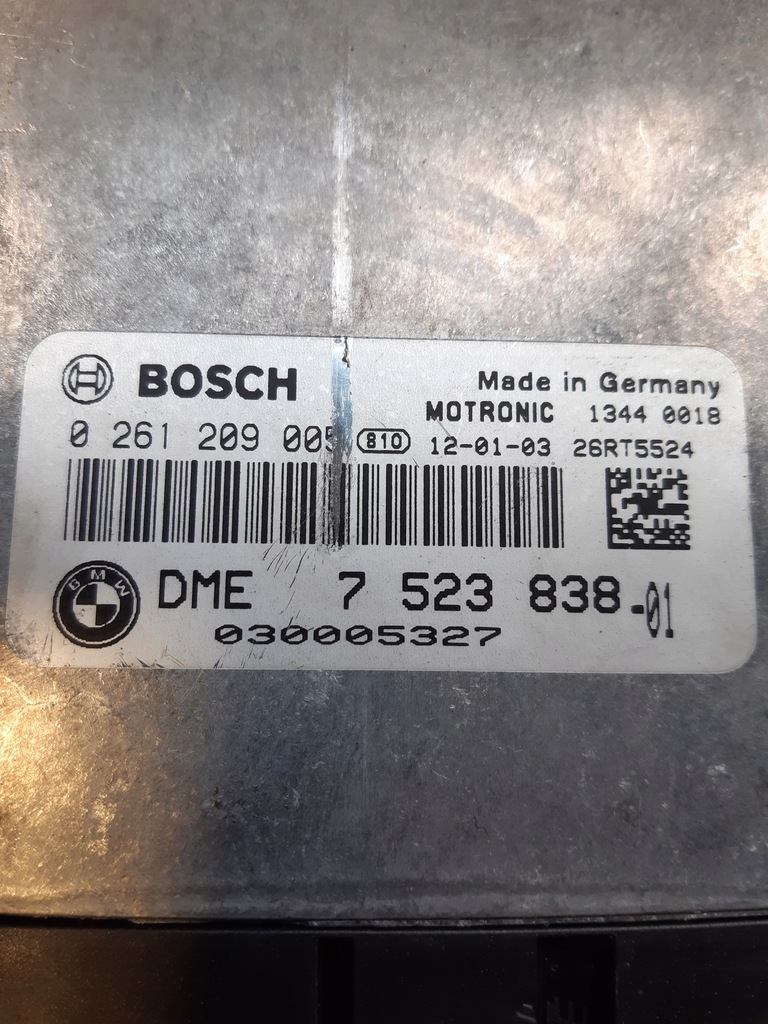 BOSCH
Made in Germany
MOTRONIC 1344 0018
0 261 209 005 810 12-01-03 26RT5524
BMW
DME 7 523 838-01
030005327